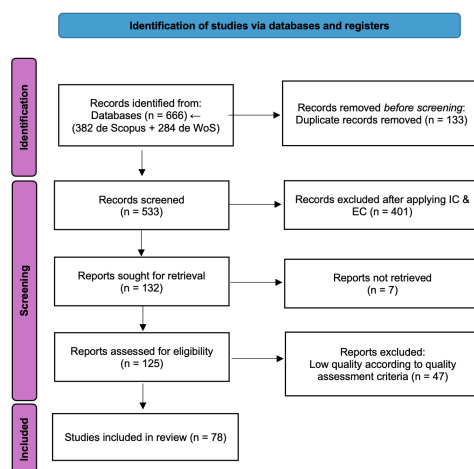 Identification of studies via databases and registers
Identification
Records identified from:
Databases (n = 666) ←
(382 de Scopus + 284 de WoS)
Records removed before screening:
Duplicate records removed (n = 133)
Screening
Records screened
(n = 533)
Records excluded after applying IC &
EC (n = 401)
Reports sought for retrieval
(n = 132)
Reports not retrieved
(n = 7)
Reports assessed for eligibility
(n = 125)
Reports excluded:
Low quality according to quality
assessment criteria (n = 47)
Included
Studies included in review (n = 78)